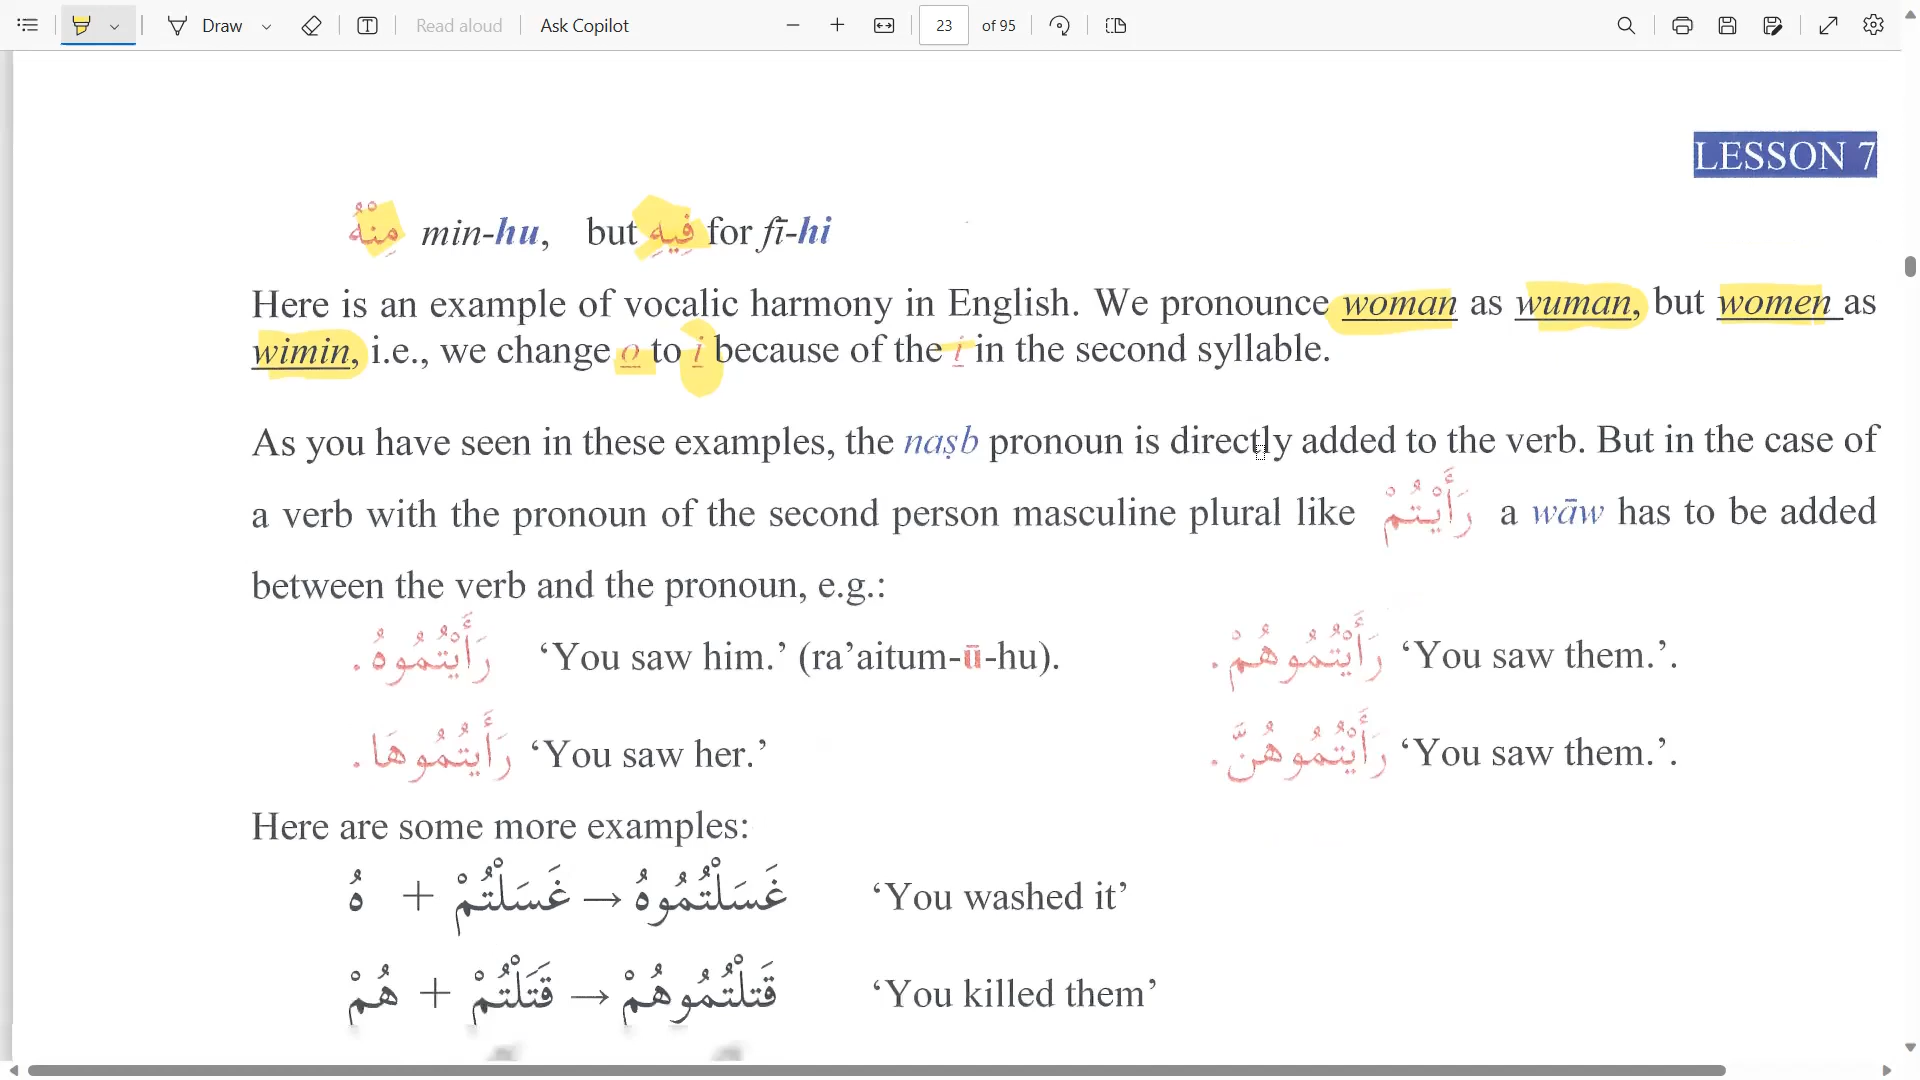 Draw
Read aloud
Ask Copilot
23 of 95
LESSON 7
مِنْهُ min-hu, but فِيهِ for fī-hi
Here is an example of vocalic harmony in English. We pronounce woman as wuman, but women as
wimin, i.e., we change o to i because of the i in the second syllable.
As you have seen in these examples, the naṣb pronoun is directly added to the verb. But in the case of
a verb with the pronoun of the second person masculine plural like رَأَيْتُمْ a wāw has to be added
between the verb and the pronoun, e.g.:
رَأَيْتُمُوهُ. ‘You saw him.’ (ra’aitum-ū-hu). رَأَيْتُمُوهُمْ. ‘You saw them.’.
رَأَيْتُمُوهَا. ‘You saw her.’ رَأَيْتُمُوهُنَّ. ‘You saw them.’.
Here are some more examples:
هُ + غَسَلْتُمْ → غَسَلْتُمُوهُ ‘You washed it’
هُمْ + قَتَلْتُمْ → قَتَلْتُمُوهُمْ ‘You killed them’